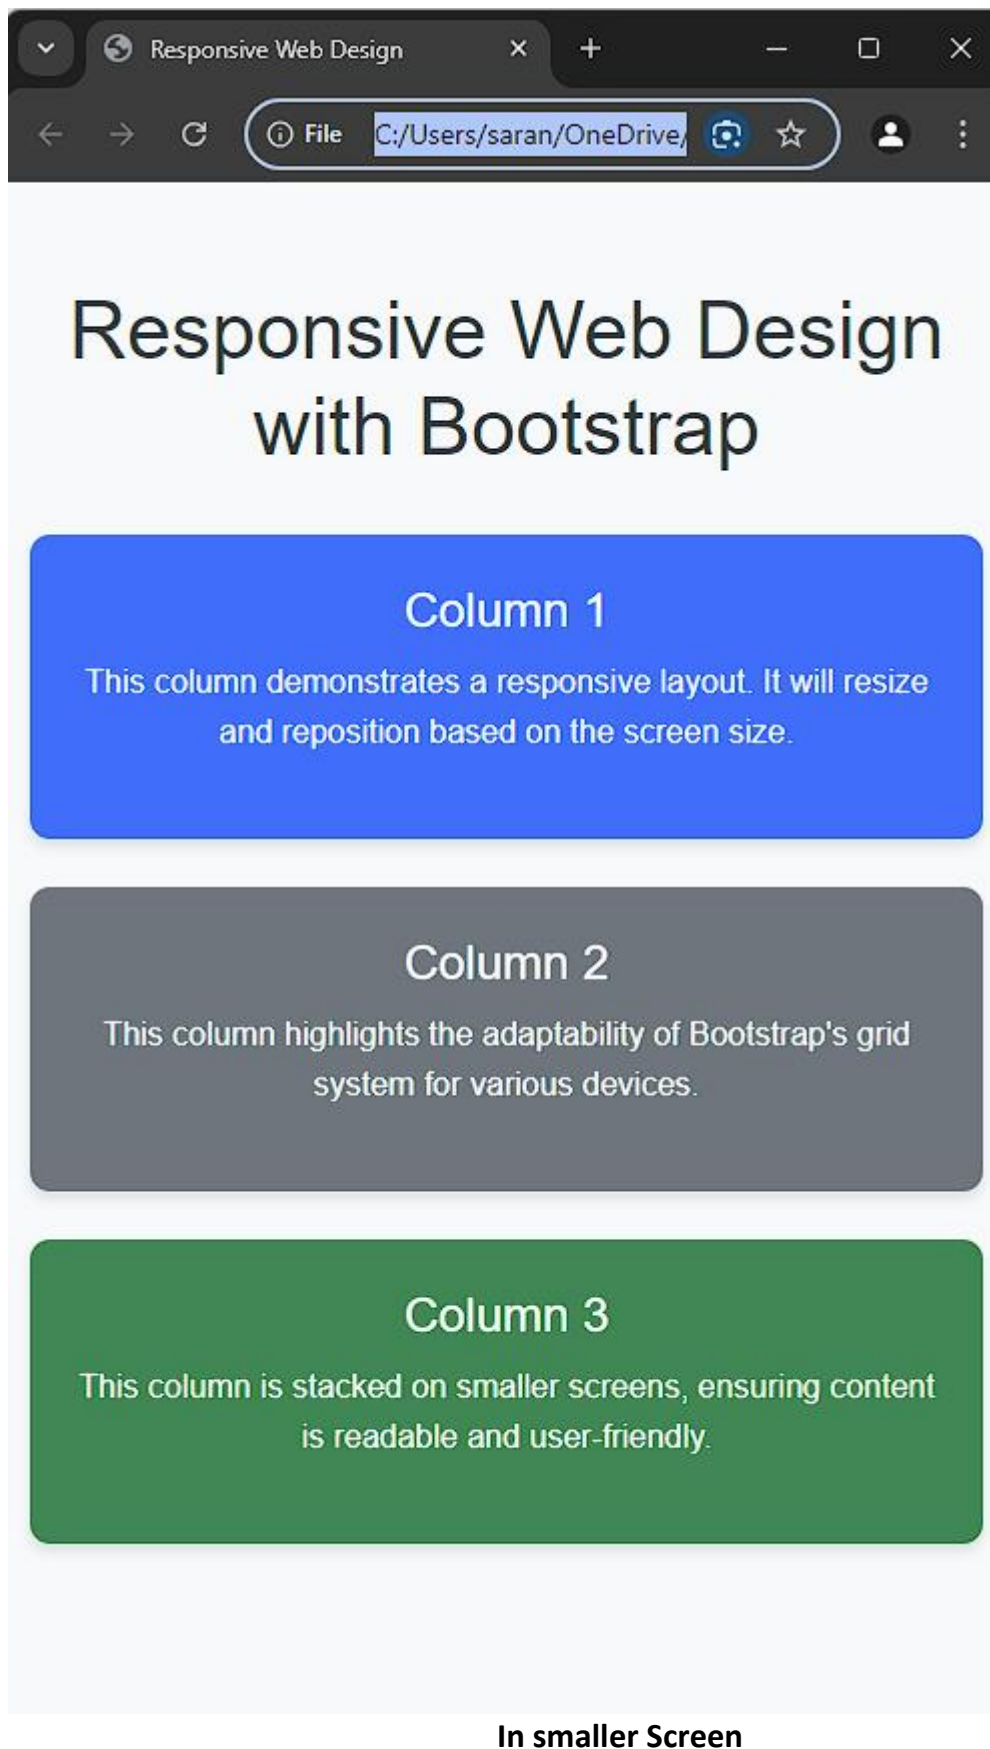 Responsive Web Design
File C:/Users/saran/OneDrive/
Responsive Web Design
with Bootstrap
Column 1
This column demonstrates a responsive layout. It will resize
and reposition based on the screen size.
Column 2
This column highlights the adaptability of Bootstrap's grid
system for various devices.
Column 3
This column is stacked on smaller screens, ensuring content
is readable and user-friendly.
In smaller Screen